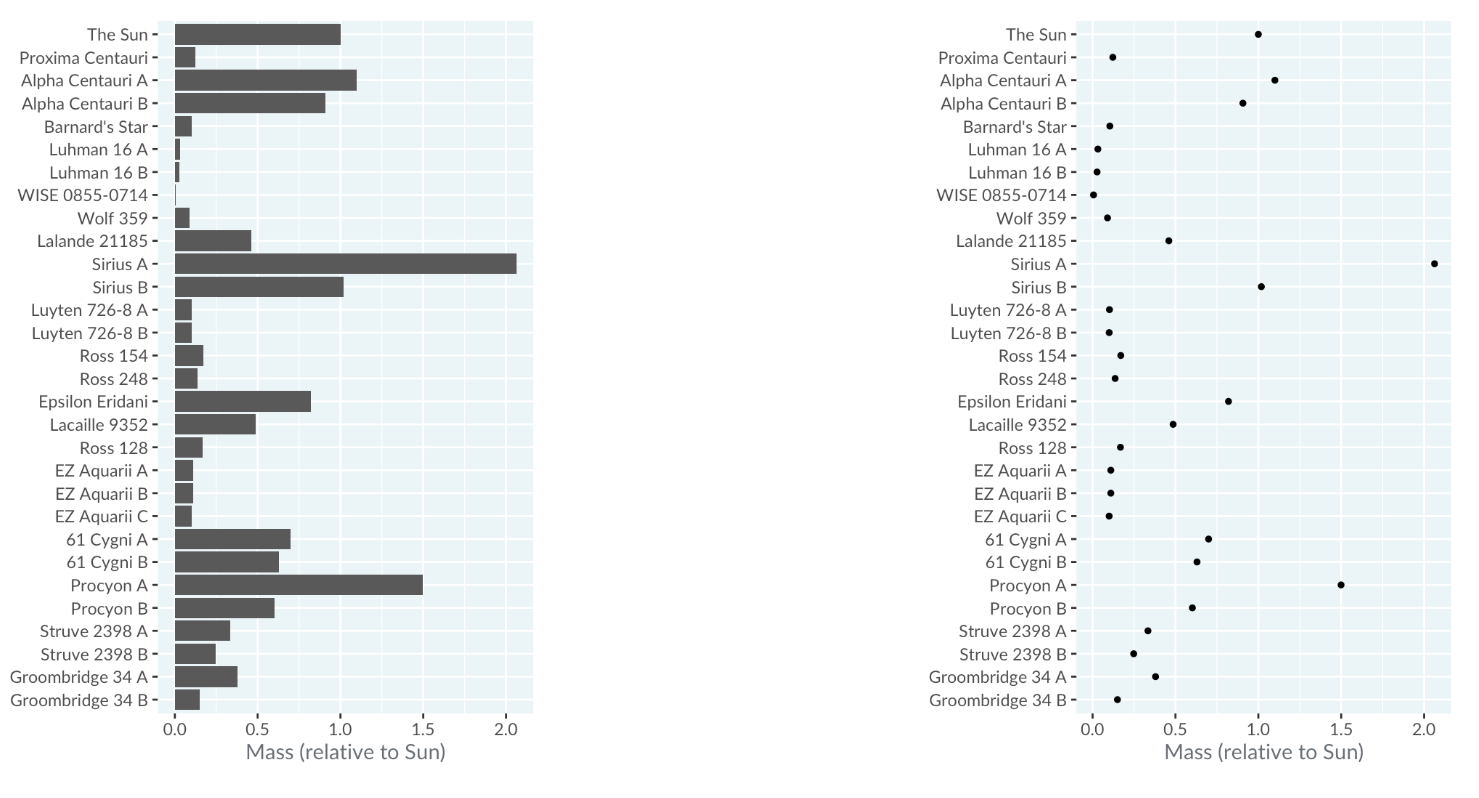 The Sun
Proxima Centauri
Alpha Centauri A
Alpha Centauri B
Barnard's Star
Luhman 16 A
Luhman 16 B
WISE 0855-0714
Wolf 359
Lalande 21185
Sirius A
Sirius B
Luyten 726-8 A
Luyten 726-8 B
Ross 154
Ross 248
Epsilon Eridani
Lacaille 9352
Ross 128
EZ Aquarii A
EZ Aquarii B
EZ Aquarii C
61 Cygni A
61 Cygni B
Procyon A
Procyon B
Struve 2398 A
Struve 2398 B
Groombridge 34 A
Groombridge 34 B
0.0 0.5 1.0 1.5 2.0
Mass (relative to Sun)
The Sun
Proxima Centauri
Alpha Centauri A
Alpha Centauri B
Barnard's Star
Luhman 16 A
Luhman 16 B
WISE 0855-0714
Wolf 359
Lalande 21185
Sirius A
Sirius B
Luyten 726-8 A
Luyten 726-8 B
Ross 154
Ross 248
Epsilon Eridani
Lacaille 9352
Ross 128
EZ Aquarii A
EZ Aquarii B
EZ Aquarii C
61 Cygni A
61 Cygni B
Procyon A
Procyon B
Struve 2398 A
Struve 2398 B
Groombridge 34 A
Groombridge 34 B
0.0 0.5 1.0 1.5 2.0
Mass (relative to Sun)